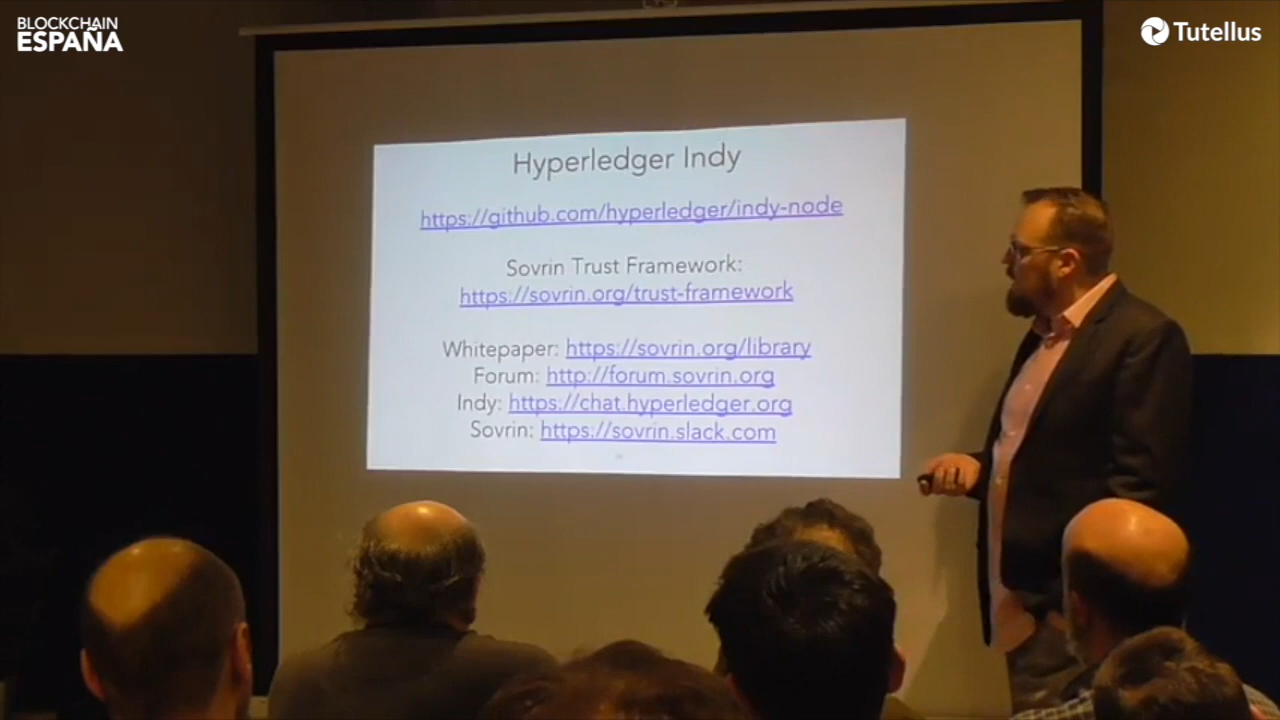 BLOCKCHAIN
ESPAÑA
Tutellus
Hyperledger Indy
https://github.com/hyperledger/indy-node
Sovrin Trust Framework:
https://sovrin.org/trust-framework
Whitepaper: https://sovrin.org/library
Forum: http://forum.sovrin.org
Indy: https://chat.hyperledger.org
Sovrin: https://sovrin.slack.com